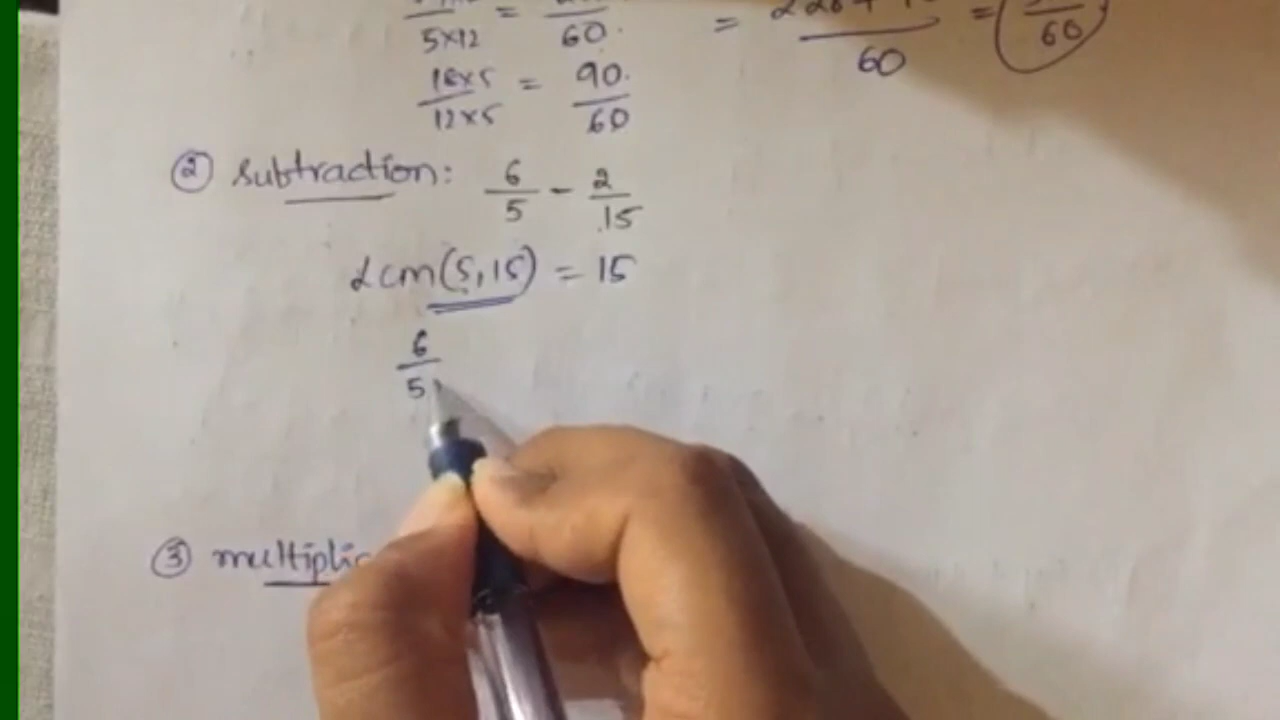 5×12 = 60. = 60 = 60
18×5 / 12×5 = 90. / 60
② Subtraction: 6/5 - 2/15
Lcm(5,15) = 15
6/5
③ multiplic